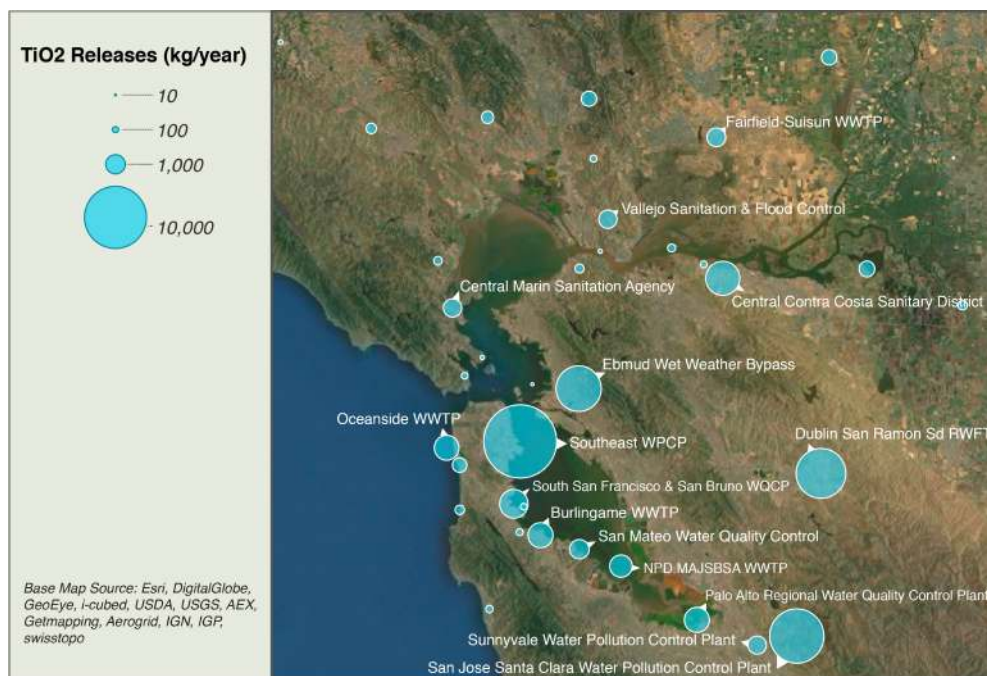 TiO2 Releases (kg/year)
10
100
1,000
10,000
Base Map Source: Esri, DigitalGlobe,
GeoEye, i-cubed, USDA, USGS, AEX,
Getmapping, Aerogrid, IGN, IGP,
swisstopo
Fairfield-Suisun WWTP
Vallejo Sanitation & Flood Control
Central Marin Sanitation Agency
Central Contra Costa Sanitary District
Ebmud Wet Weather Bypass
Oceanside WWTP
Southeast WPCP
Dublin San Ramon Sd RWFT
South San Francisco & San Bruno WQCP
Burlingame WWTP
San Mateo Water Quality Control
NPD MAJSBSA WWTP
Palo Alto Regional Water Quality Control Plant
Sunnyvale Water Pollution Control Plant
San Jose Santa Clara Water Pollution Control Plant